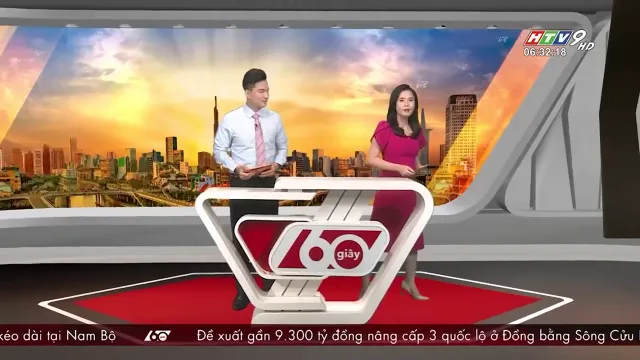 HTV9 HD
06:32:18
60 giây
kéo dài tại Nam Bộ 60 Đề xuất gần 9.300 tỷ đồng nâng cấp 3 quốc lộ ở Đồng bằng Sông Cửu